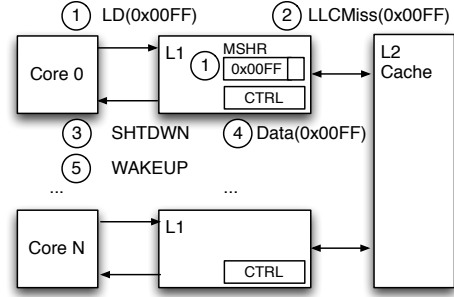 1 LD(0x00FF)
2 LLCMiss(0x00FF)
Core 0
L1
MSHR
1 0x00FF
CTRL
L2
Cache
3 SHTDWN
4 Data(0x00FF)
5 WAKEUP
...
...
Core N
L1
CTRL